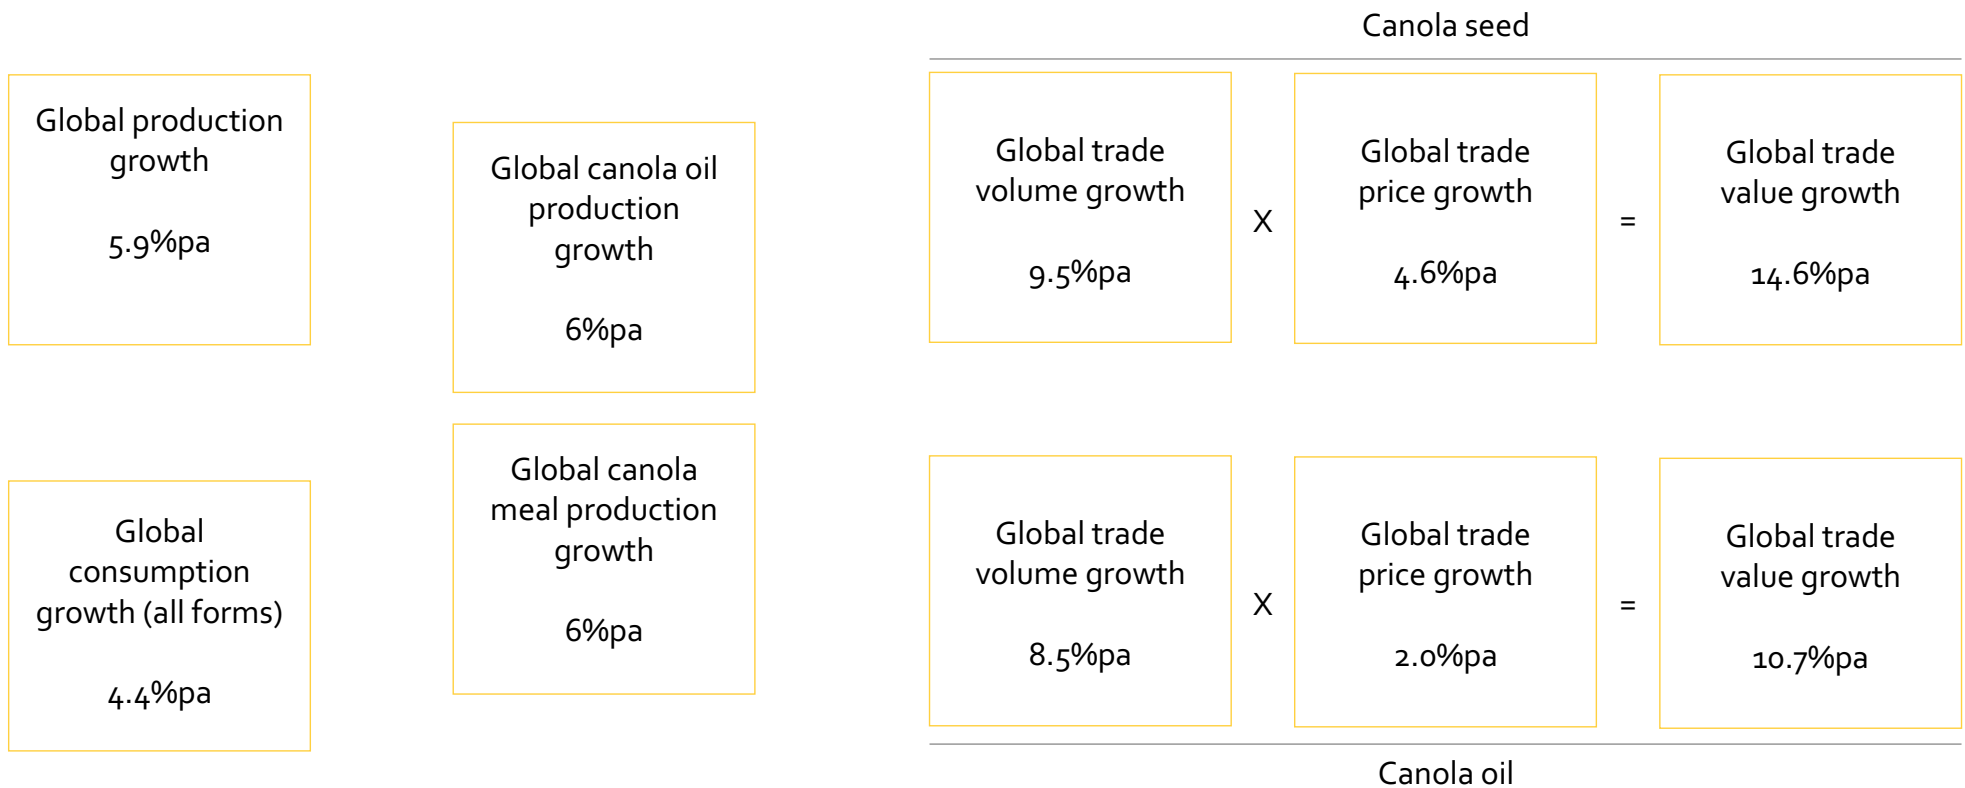 Canola seed
Global production
growth
5.9%pa
Global canola oil
production
growth
6%pa
Global trade
volume growth
9.5%pa
X
Global trade
price growth
4.6%pa
=
Global trade
value growth
14.6%pa
Global
consumption
growth (all forms)
4.4%pa
Global canola
meal production
growth
6%pa
Global trade
volume growth
8.5%pa
X
Global trade
price growth
2.0%pa
=
Global trade
value growth
10.7%pa
Canola oil